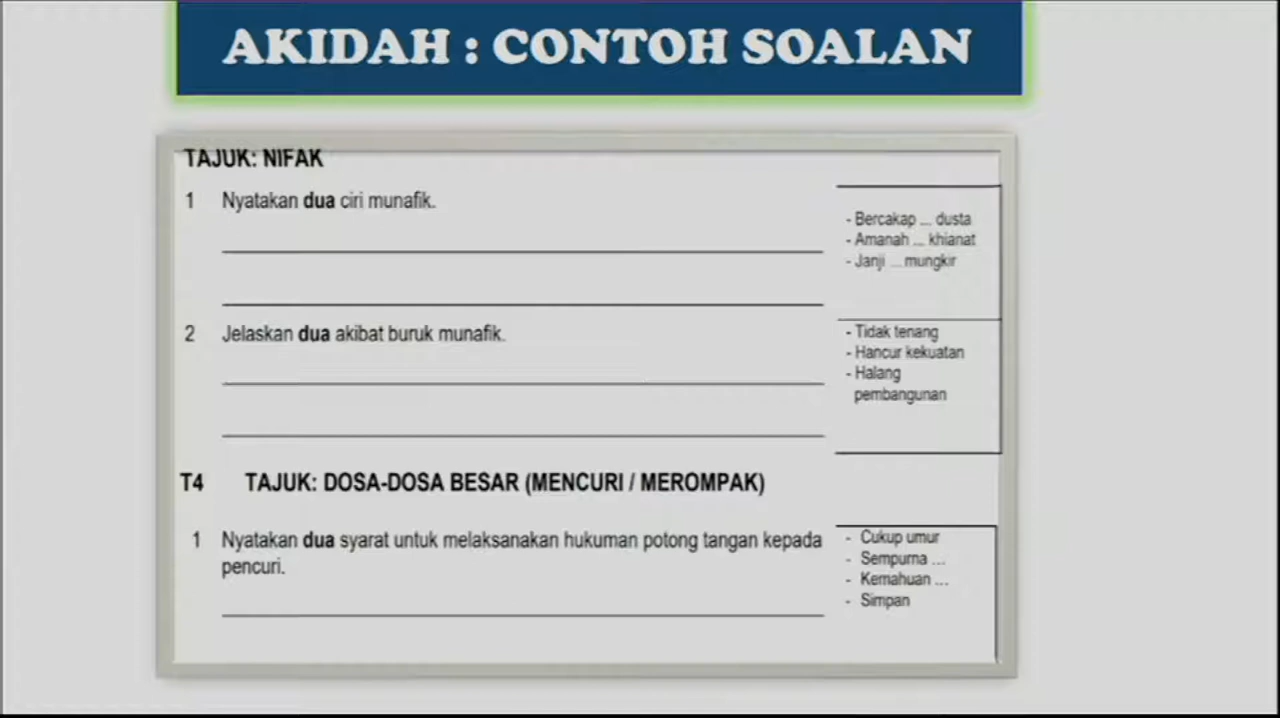 AKIDAH : CONTOH SOALAN
TAJUK: NIFAK
1 Nyatakan dua ciri munafik.
- Bercakap ... dusta
- Amanah ... khianat
- Janji ... mungkir
2 Jelaskan dua akibat buruk munafik.
- Tidak tenang
- Hancur kekuatan
- Halang
pembangunan
T4 TAJUK: DOSA-DOSA BESAR (MENCURI / MEROMPAK)
1 Nyatakan dua syarat untuk melaksanakan hukuman potong tangan kepada
pencuri.
- Cukup umur
- Sempurna ...
- Kemahuan ...
- Simpan